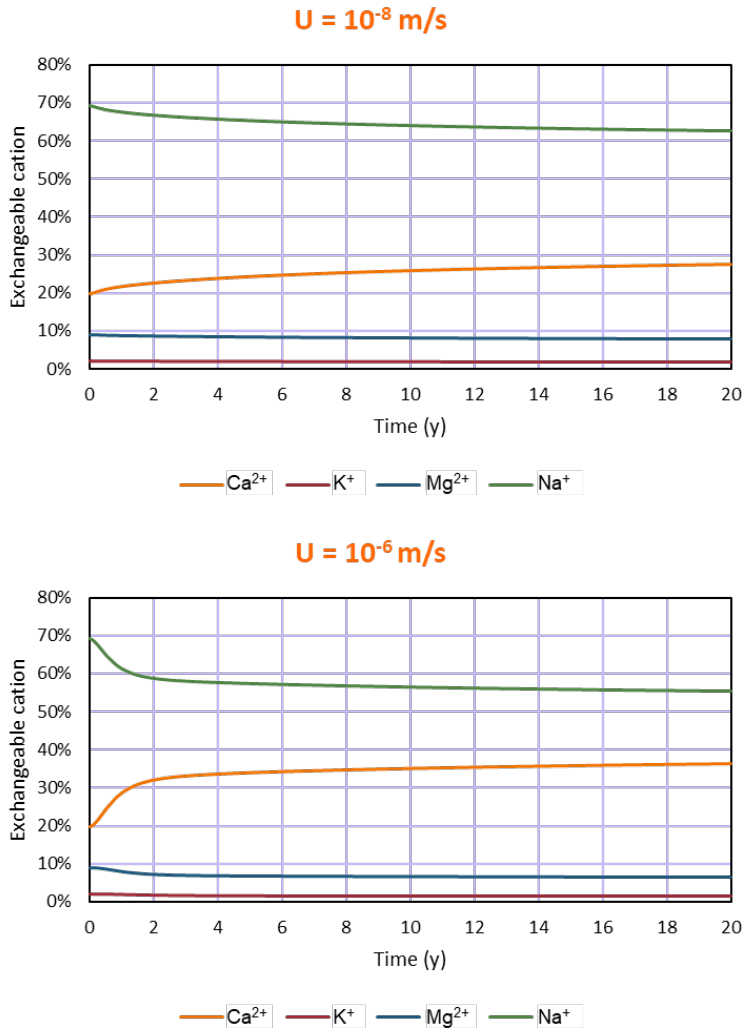 U = 10⁻⁸ m/s
80%
70%
60%
50%
40%
30%
20%
10%
0%
Exchangeable cation
0 2 4 6 8 10 12 14 16 18 20
Time (y)
Ca²⁺ K⁺ Mg²⁺ Na⁺
U = 10⁻⁶ m/s
80%
70%
60%
50%
40%
30%
20%
10%
0%
Exchangeable cation
0 2 4 6 8 10 12 14 16 18 20
Time (y)
Ca²⁺ K⁺ Mg²⁺ Na⁺